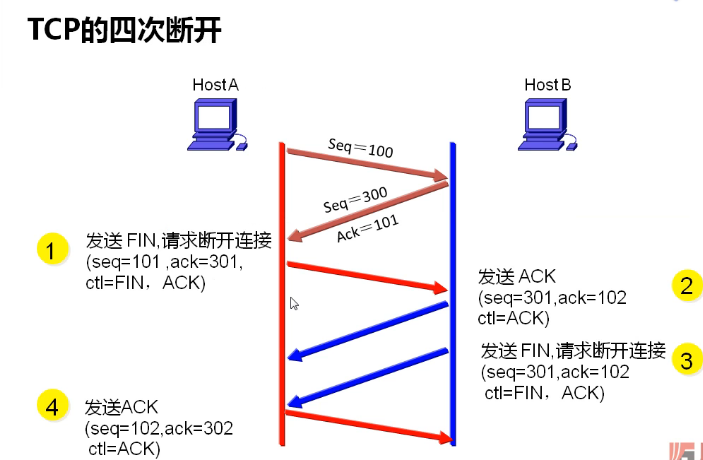 TCP的四次断开
Host A
Host B
Seq＝100
Seq＝300
Ack＝101
1
发送 FIN,请求断开连接
(seq=101 ,ack=301,
ctl=FIN，ACK)
发送 ACK
(seq=301,ack=102
ctl=ACK)
2
发送 FIN,请求断开连接
(seq=301,ack=102
ctl=FIN，ACK)
3
4
发送ACK
(seq=102,ack=302
ctl=ACK)